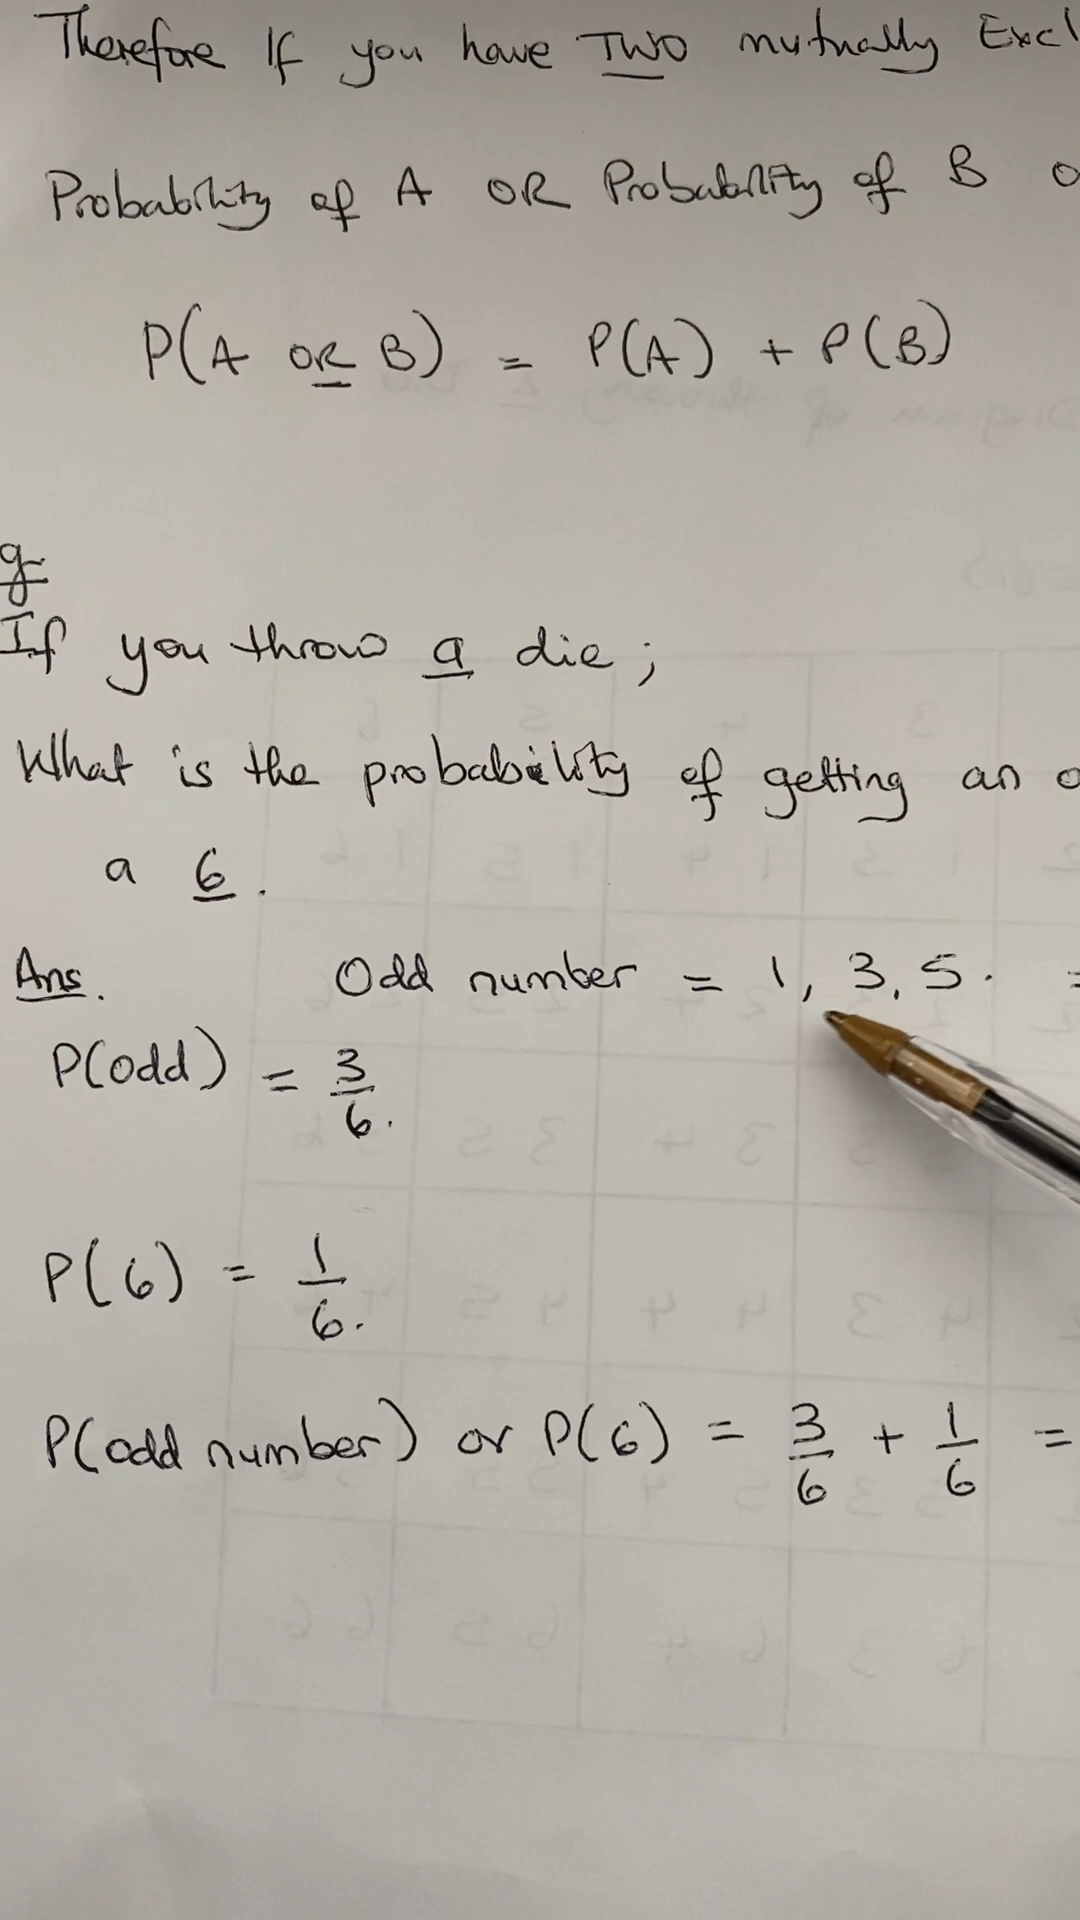 Therefore If you have TWO mutually Excl
Probability of A OR Probability of B o
P(A OR B) = P(A) + P(B)
g
If you throw a die;
What is the probability of getting an o
a 6.
Ans. Odd number = 1, 3, 5. =
P(odd) = 3/6.
P(6) = 1/6.
P(odd number) or P(6) = 3/6 + 1/6 =